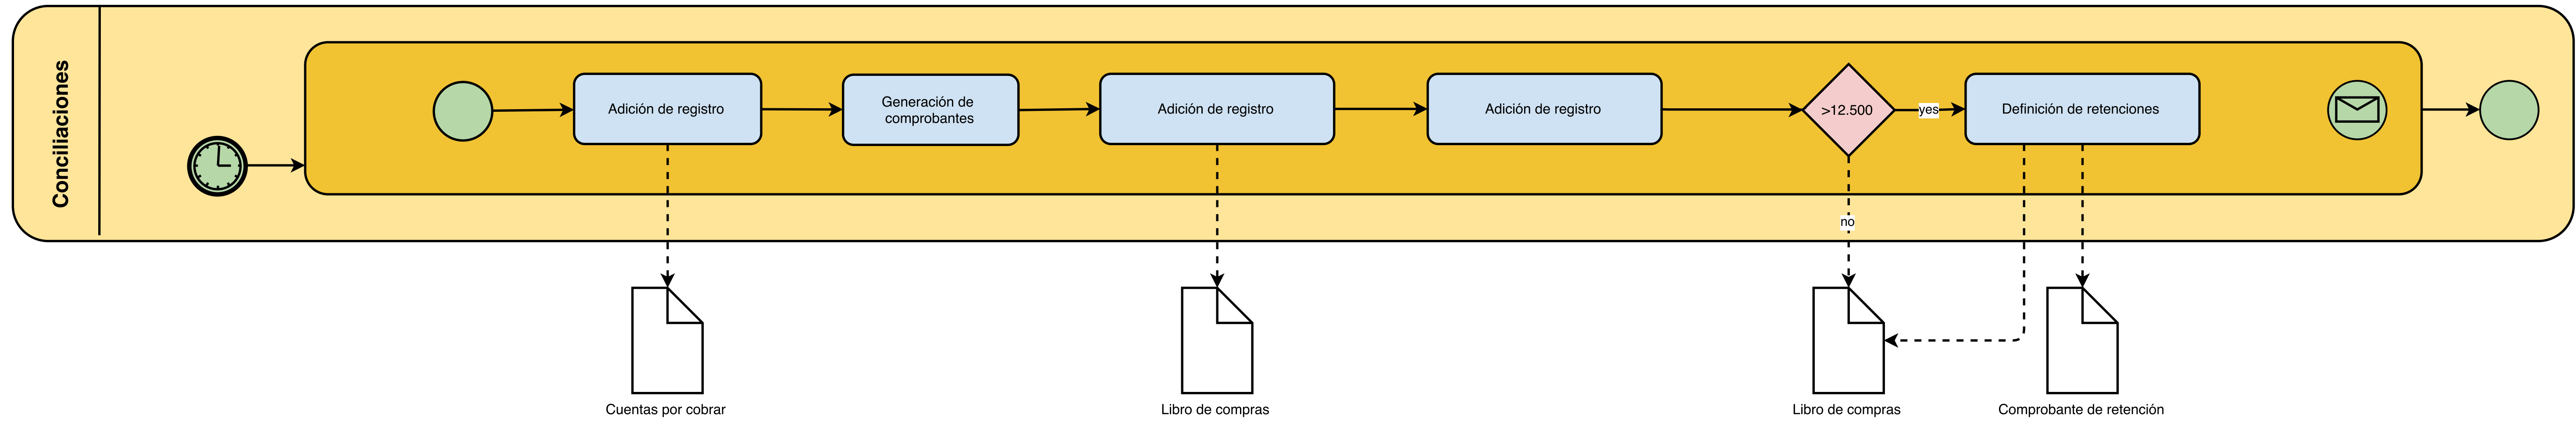 Conciliaciones
Adición de registro
Generación de
comprobantes
Adición de registro
Adición de registro
>12.500
yes
Definición de retenciones
no
Cuentas por cobrar
Libro de compras
Libro de compras
Comprobante de retención